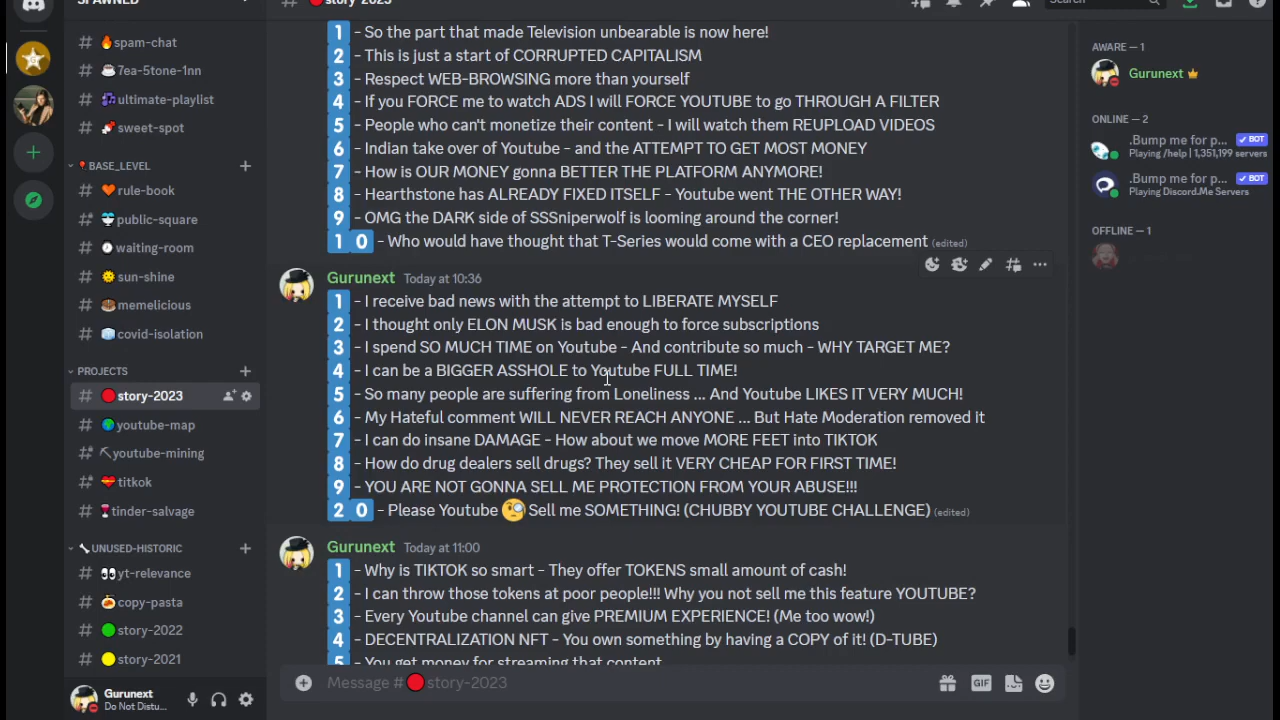 SPAWNED
story-2023
Search
🔥spam-chat
☕7ea-5tone-1nn
🎶ultimate-playlist
sweet-spot
BASE_LEVEL
rule-book
public-square
waiting-room
sun-shine
memelicious
covid-isolation
PROJECTS
story-2023
youtube-map
youtube-mining
titkok
tinder-salvage
UNUSED-HISTORIC
yt-relevance
copy-pasta
story-2022
story-2021
Gurunext
Do Not Distu...
1 - So the part that made Television unbearable is now here!
2 - This is just a start of CORRUPTED CAPITALISM
3 - Respect WEB-BROWSING more than yourself
4 - If you FORCE me to watch ADS I will FORCE YOUTUBE to go THROUGH A FILTER
5 - People who can't monetize their content - I will watch them REUPLOAD VIDEOS
6 - Indian take over of Youtube - and the ATTEMPT TO GET MOST MONEY
7 - How is OUR MONEY gonna BETTER THE PLATFORM ANYMORE!
8 - Hearthstone has ALREADY FIXED ITSELF - Youtube went THE OTHER WAY!
9 - OMG the DARK side of SSSniperwolf is looming around the corner!
1 0 - Who would have thought that T-Series would come with a CEO replacement (edited)
Gurunext Today at 10:36
1 - I receive bad news with the attempt to LIBERATE MYSELF
2 - I thought only ELON MUSK is bad enough to force subscriptions
3 - I spend SO MUCH TIME on Youtube - And contribute so much - WHY TARGET ME?
4 - I can be a BIGGER ASSHOLE to Youtube FULL TIME!
5 - So many people are suffering from Loneliness ... And Youtube LIKES IT VERY MUCH!
6 - My Hateful comment WILL NEVER REACH ANYONE ... But Hate Moderation removed it
7 - I can do insane DAMAGE - How about we move MORE FEET into TIKTOK
8 - How do drug dealers sell drugs? They sell it VERY CHEAP FOR FIRST TIME!
9 - YOU ARE NOT GONNA SELL ME PROTECTION FROM YOUR ABUSE!!!
2 0 - Please Youtube 🧐 Sell me SOMETHING! (CHUBBY YOUTUBE CHALLENGE) (edited)
Gurunext Today at 11:00
1 - Why is TIKTOK so smart - They offer TOKENS small amount of cash!
2 - I can throw those tokens at poor people!!! Why you not sell me this feature YOUTUBE?
3 - Every Youtube channel can give PREMIUM EXPERIENCE! (Me too wow!)
4 - DECENTRALIZATION NFT - You own something by having a COPY of it! (D-TUBE)
5 - You get money for streaming that content
Message # 🔴story-2023
GIF
AWARE — 1
Gurunext
ONLINE — 2
.Bump me for p... BOT
Playing /help | 1,351,199 servers
.Bump me for p... BOT
Playing Discord.Me Servers
OFFLINE — 1